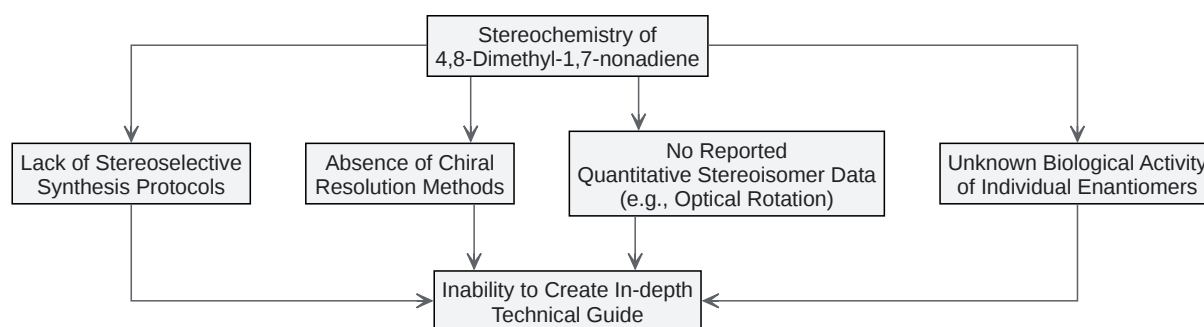 Stereochemistry of
4,8-Dimethyl-1,7-nonadiene
Lack of Stereoselective
Synthesis Protocols
Absence of Chiral
Resolution Methods
No Reported
Quantitative Stereoisomer Data
(e.g., Optical Rotation)
Unknown Biological Activity
of Individual Enantiomers
Inability to Create In-depth
Technical Guide